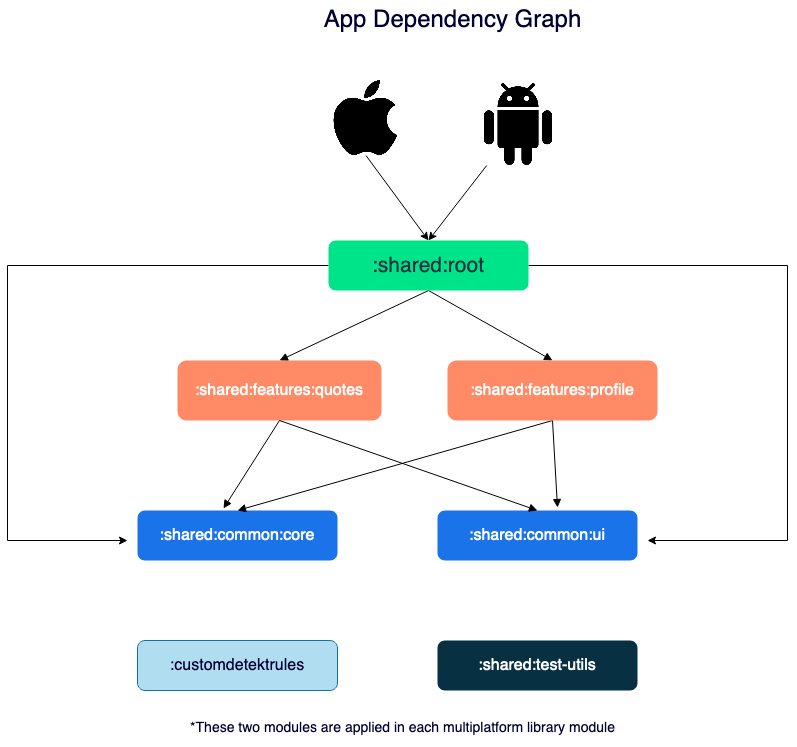 App Dependency Graph
:shared:root
:shared:features:quotes
:shared:features:profile
:shared:common:core
:shared:common:ui
:customdetektrules
:shared:test-utils
*These two modules are applied in each multiplatform library module